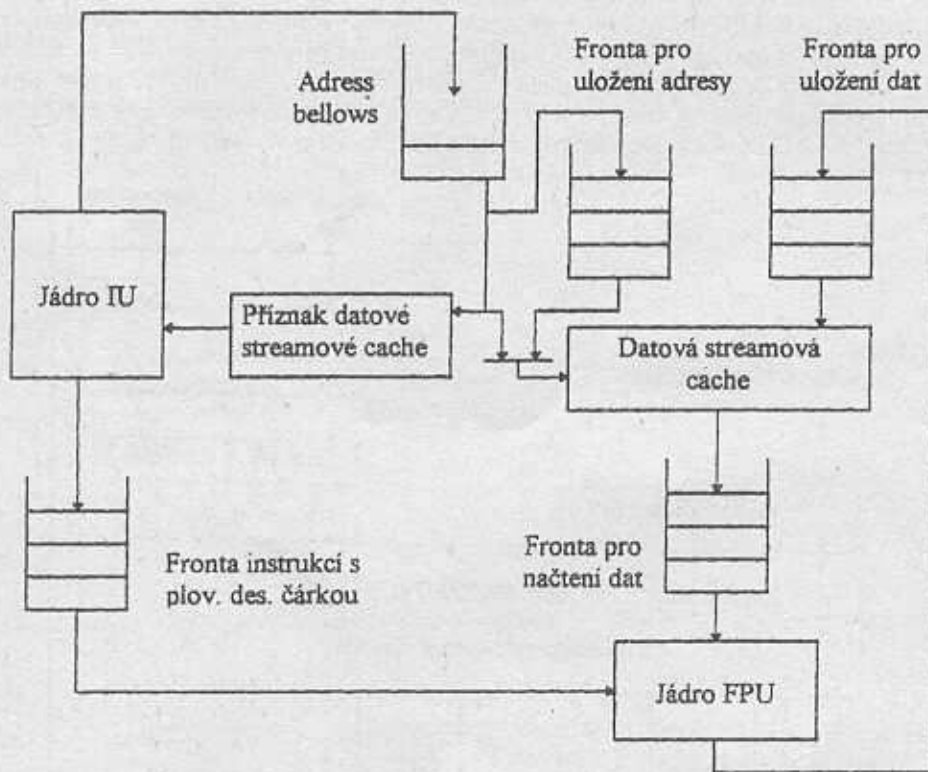 Adress
bellows
Fronta pro
uložení adresy
Fronta pro
uložení dat
Jádro IU
Příznak datové
streamové cache
Datová streamová
cache
Fronta instrukcí s
plov. des. čárkou
Fronta pro
načtení dat
Jádro FPU